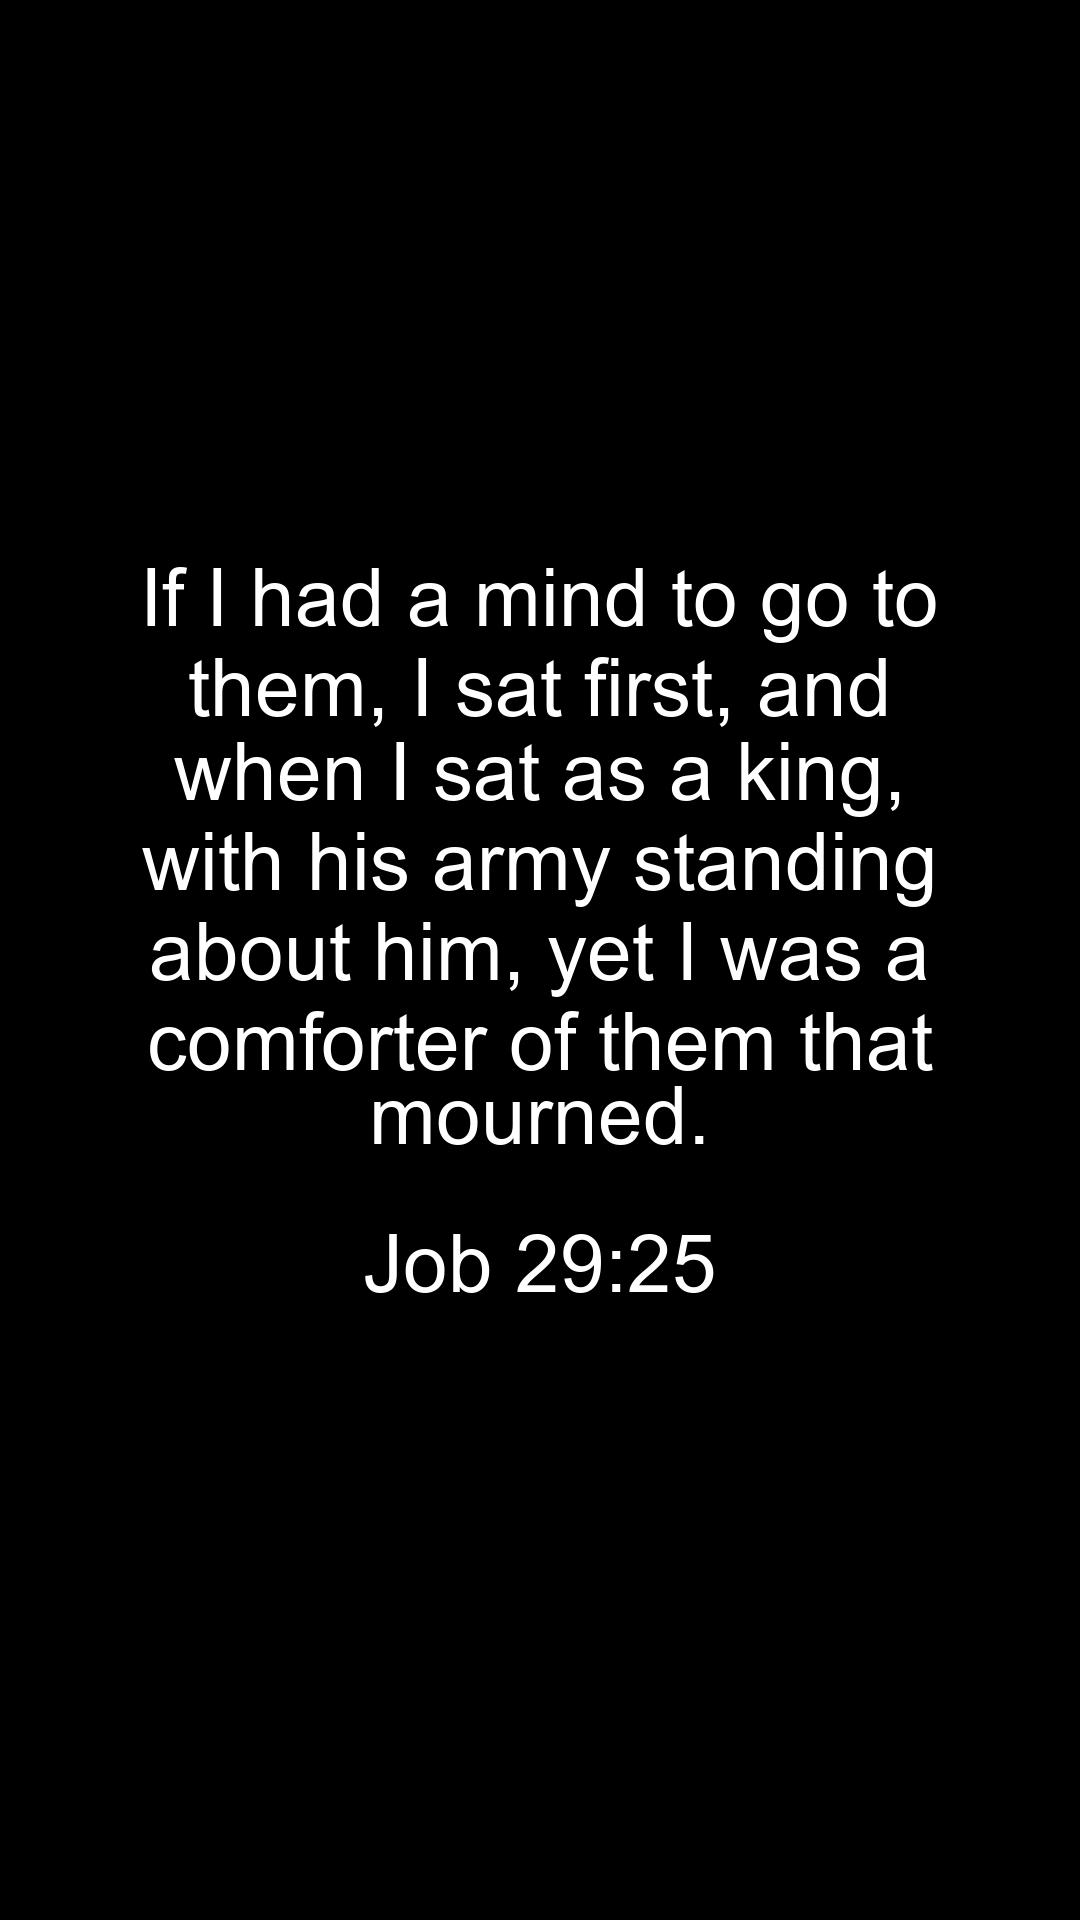 If I had a mind to go to
them, I sat first, and
when I sat as a king,
with his army standing
about him, yet I was a
comforter of them that
mourned.
Job 29:25